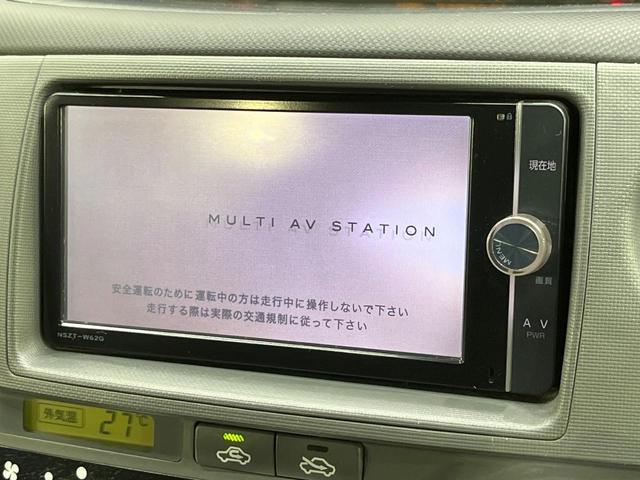 現在地
MULTI AV STATION
MENU
画質
安全運転のために運転中の方は走行中に操作しないで下さい
走行する際は実際の交通規制に従って下さい
AV
PWR
NSZT-W62G
外気温 27℃